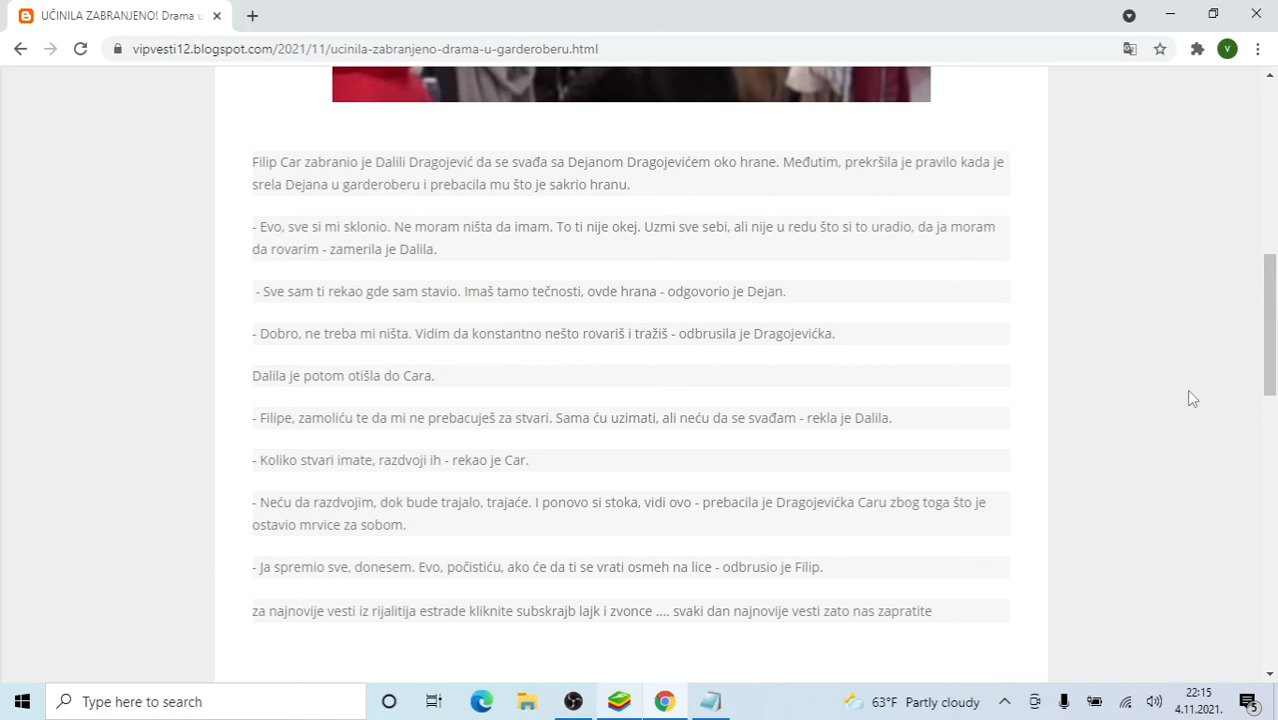 UČINILA ZABRANJENO! Drama u
vipvesti12.blogspot.com/2021/11/ucinila-zabranjeno-drama-u-garderoberu.html
V
Filip Car zabranio je Dalili Dragojević da se svađa sa Dejanom Dragojevićem oko hrane. Međutim, prekršila je pravilo kada je
srela Dejana u garderoberu i prebacila mu što je sakrio hranu.
- Evo, sve si mi sklonio. Ne moram ništa da imam. To ti nije okej. Uzmi sve sebi, ali nije u redu što si to uradio, da ja moram
da rovarim - zamerila je Dalila.
- Sve sam ti rekao gde sam stavio. Imaš tamo tečnosti, ovde hrana - odgovorio je Dejan.
- Dobro, ne treba mi ništa. Vidim da konstantno nešto rovariš i tražiš - odbrusila je Dragojevićka.
Dalila je potom otišla do Cara.
- Filipe, zamoliću te da mi ne prebacuješ za stvari. Sama ću uzimati, ali neću da se svađam - rekla je Dalila.
- Koliko stvari imate, razdvoji ih - rekao je Car.
- Neću da razdvojim, dok bude trajalo, trajaće. I ponovo si stoka, vidi ovo - prebacila je Dragojevićka Caru zbog toga što je
ostavio mrvice za sobom.
- Ja spremio sve, donesem. Evo, počistiću, ako će da ti se vrati osmeh na lice - odbrusio je Filip.
za najnovije vesti iz rijalitija estrade kliknite subskrajb lajk i zvonce .... svaki dan najnovije vesti zato nas zapratite
Type here to search
63°F Partly cloudy
22:15
4.11.2021.
5